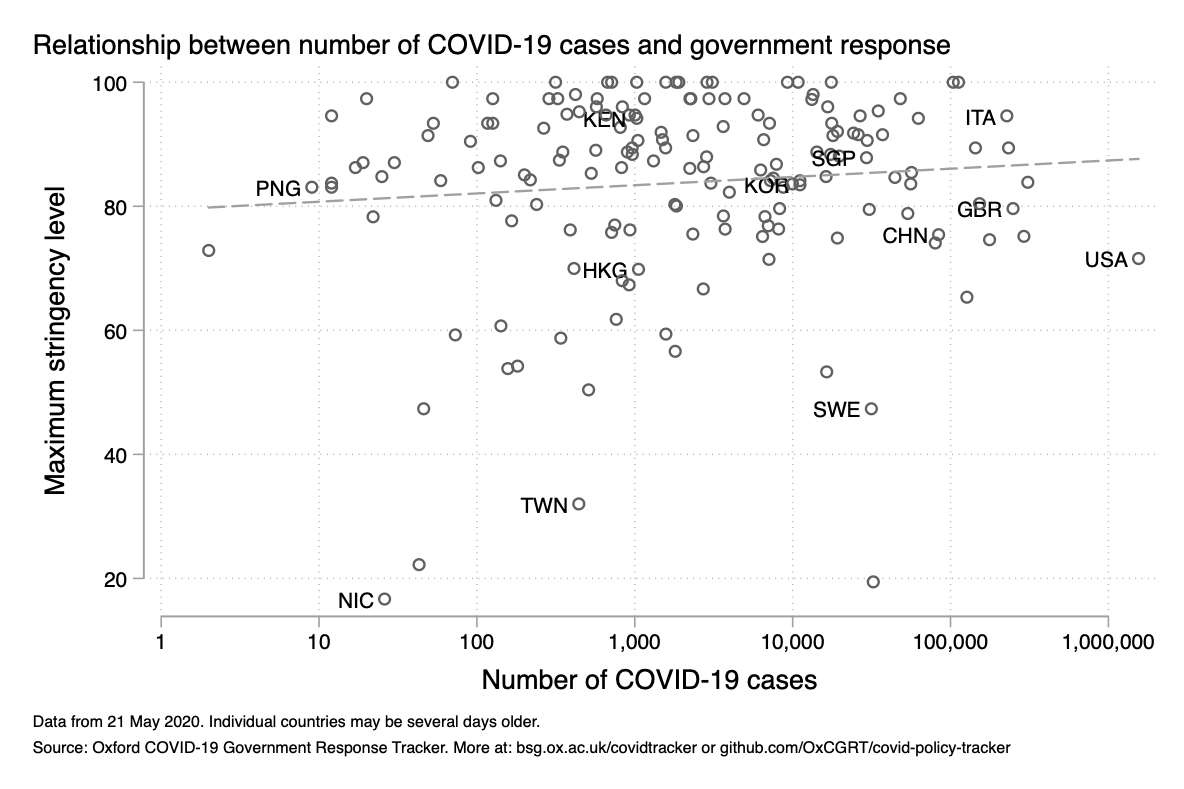 Relationship between number of COVID-19 cases and government response
Maximum stringency level
100
80
60
40
20
KEN
ITA
SGP
PNG
KOR
GBR
CHN
USA
HKG
SWE
TWN
NIC
1
10
100
1,000
10,000
100,000
1,000,000
Number of COVID-19 cases
Data from 21 May 2020. Individual countries may be several days older.
Source: Oxford COVID-19 Government Response Tracker. More at: bsg.ox.ac.uk/covidtracker or github.com/OxCGRT/covid-policy-tracker